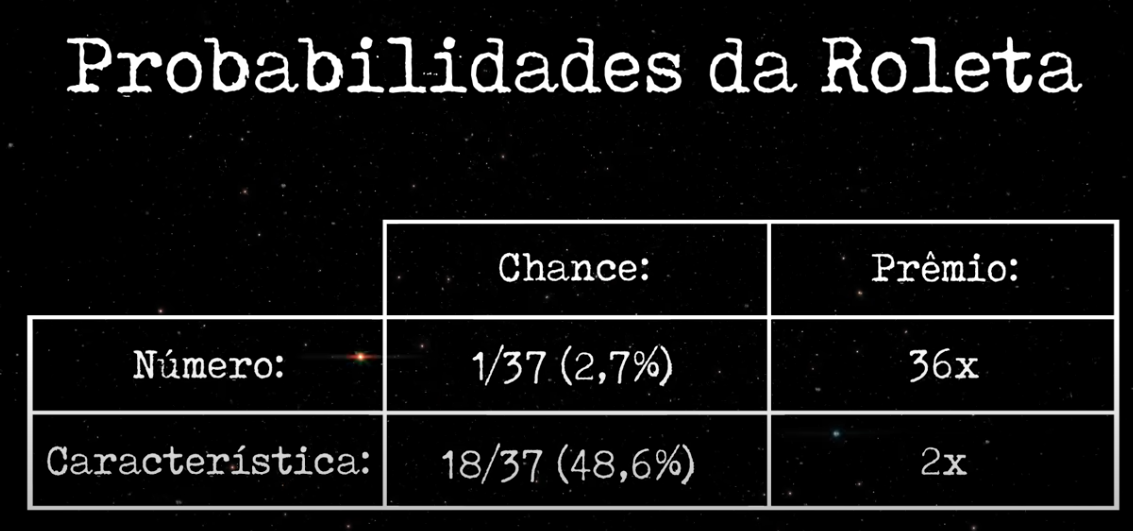 Probabilidades da Roleta
Chance: Prêmio:
Número: 1/37 (2,7%) 36x
Característica: 18/37 (48,6%) 2x